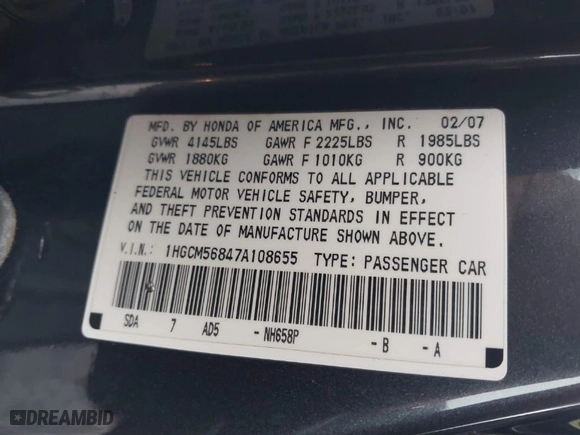 MFD. BY HONDA OF AMERICA MFG., INC. 02/07
GVWR 4145LBS GAWR F 2225LBS R 1985LBS
GVWR 1880KG GAWR F 1010KG R 900KG
THIS VEHICLE CONFORMS TO ALL APPLICABLE
FEDERAL MOTOR VEHICLE SAFETY, BUMPER,
AND THEFT PREVENTION STANDARDS IN EFFECT
ON THE DATE OF MANUFACTURE SHOWN ABOVE.
V.I.N.: 1HGCM56847A108655 TYPE: PASSENGER CAR
SDA 7 AD5 - NH658P - B - A
DREAMBID